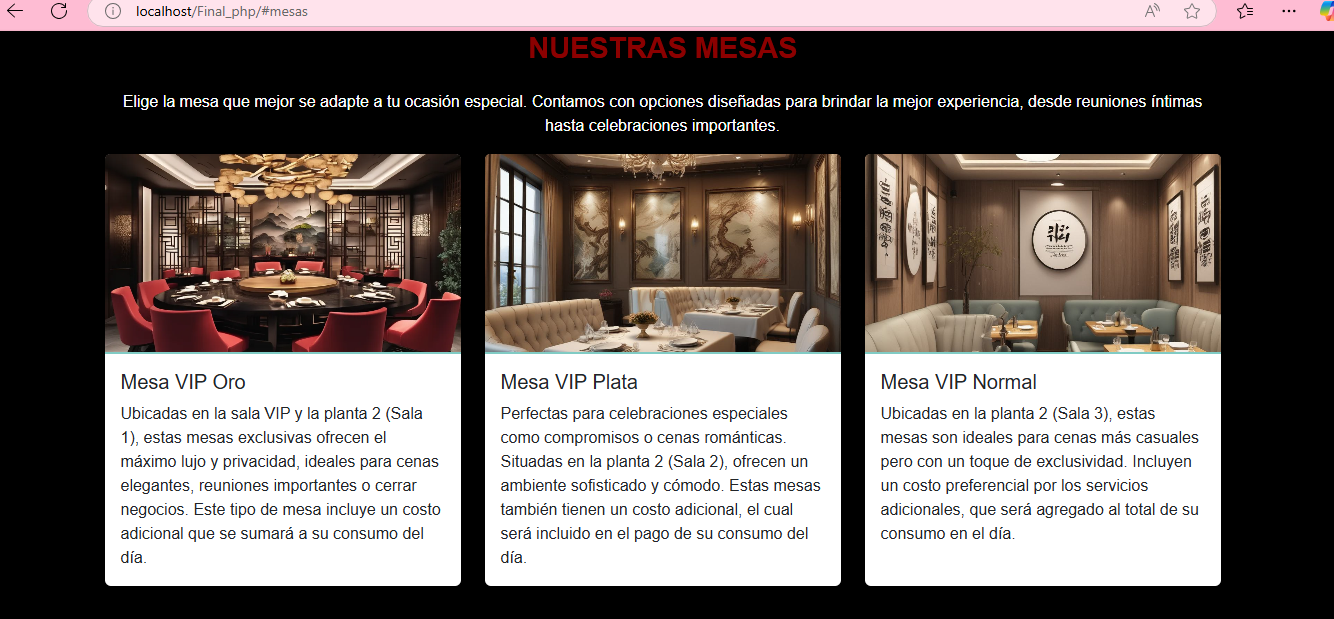 localhost/Final_php/#mesas
NUESTRAS MESAS
Elige la mesa que mejor se adapte a tu ocasión especial. Contamos con opciones diseñadas para brindar la mejor experiencia, desde reuniones íntimas
hasta celebraciones importantes.
Mesa VIP Oro
Ubicadas en la sala VIP y la planta 2 (Sala
1), estas mesas exclusivas ofrecen el
máximo lujo y privacidad, ideales para cenas
elegantes, reuniones importantes o cerrar
negocios. Este tipo de mesa incluye un costo
adicional que se sumará a su consumo del
día.
Mesa VIP Plata
Perfectas para celebraciones especiales
como compromisos o cenas románticas.
Situadas en la planta 2 (Sala 2), ofrecen un
ambiente sofisticado y cómodo. Estas mesas
también tienen un costo adicional, el cual
será incluido en el pago de su consumo del
día.
Mesa VIP Normal
Ubicadas en la planta 2 (Sala 3), estas
mesas son ideales para cenas más casuales
pero con un toque de exclusividad. Incluyen
un costo preferencial por los servicios
adicionales, que será agregado al total de su
consumo en el día.